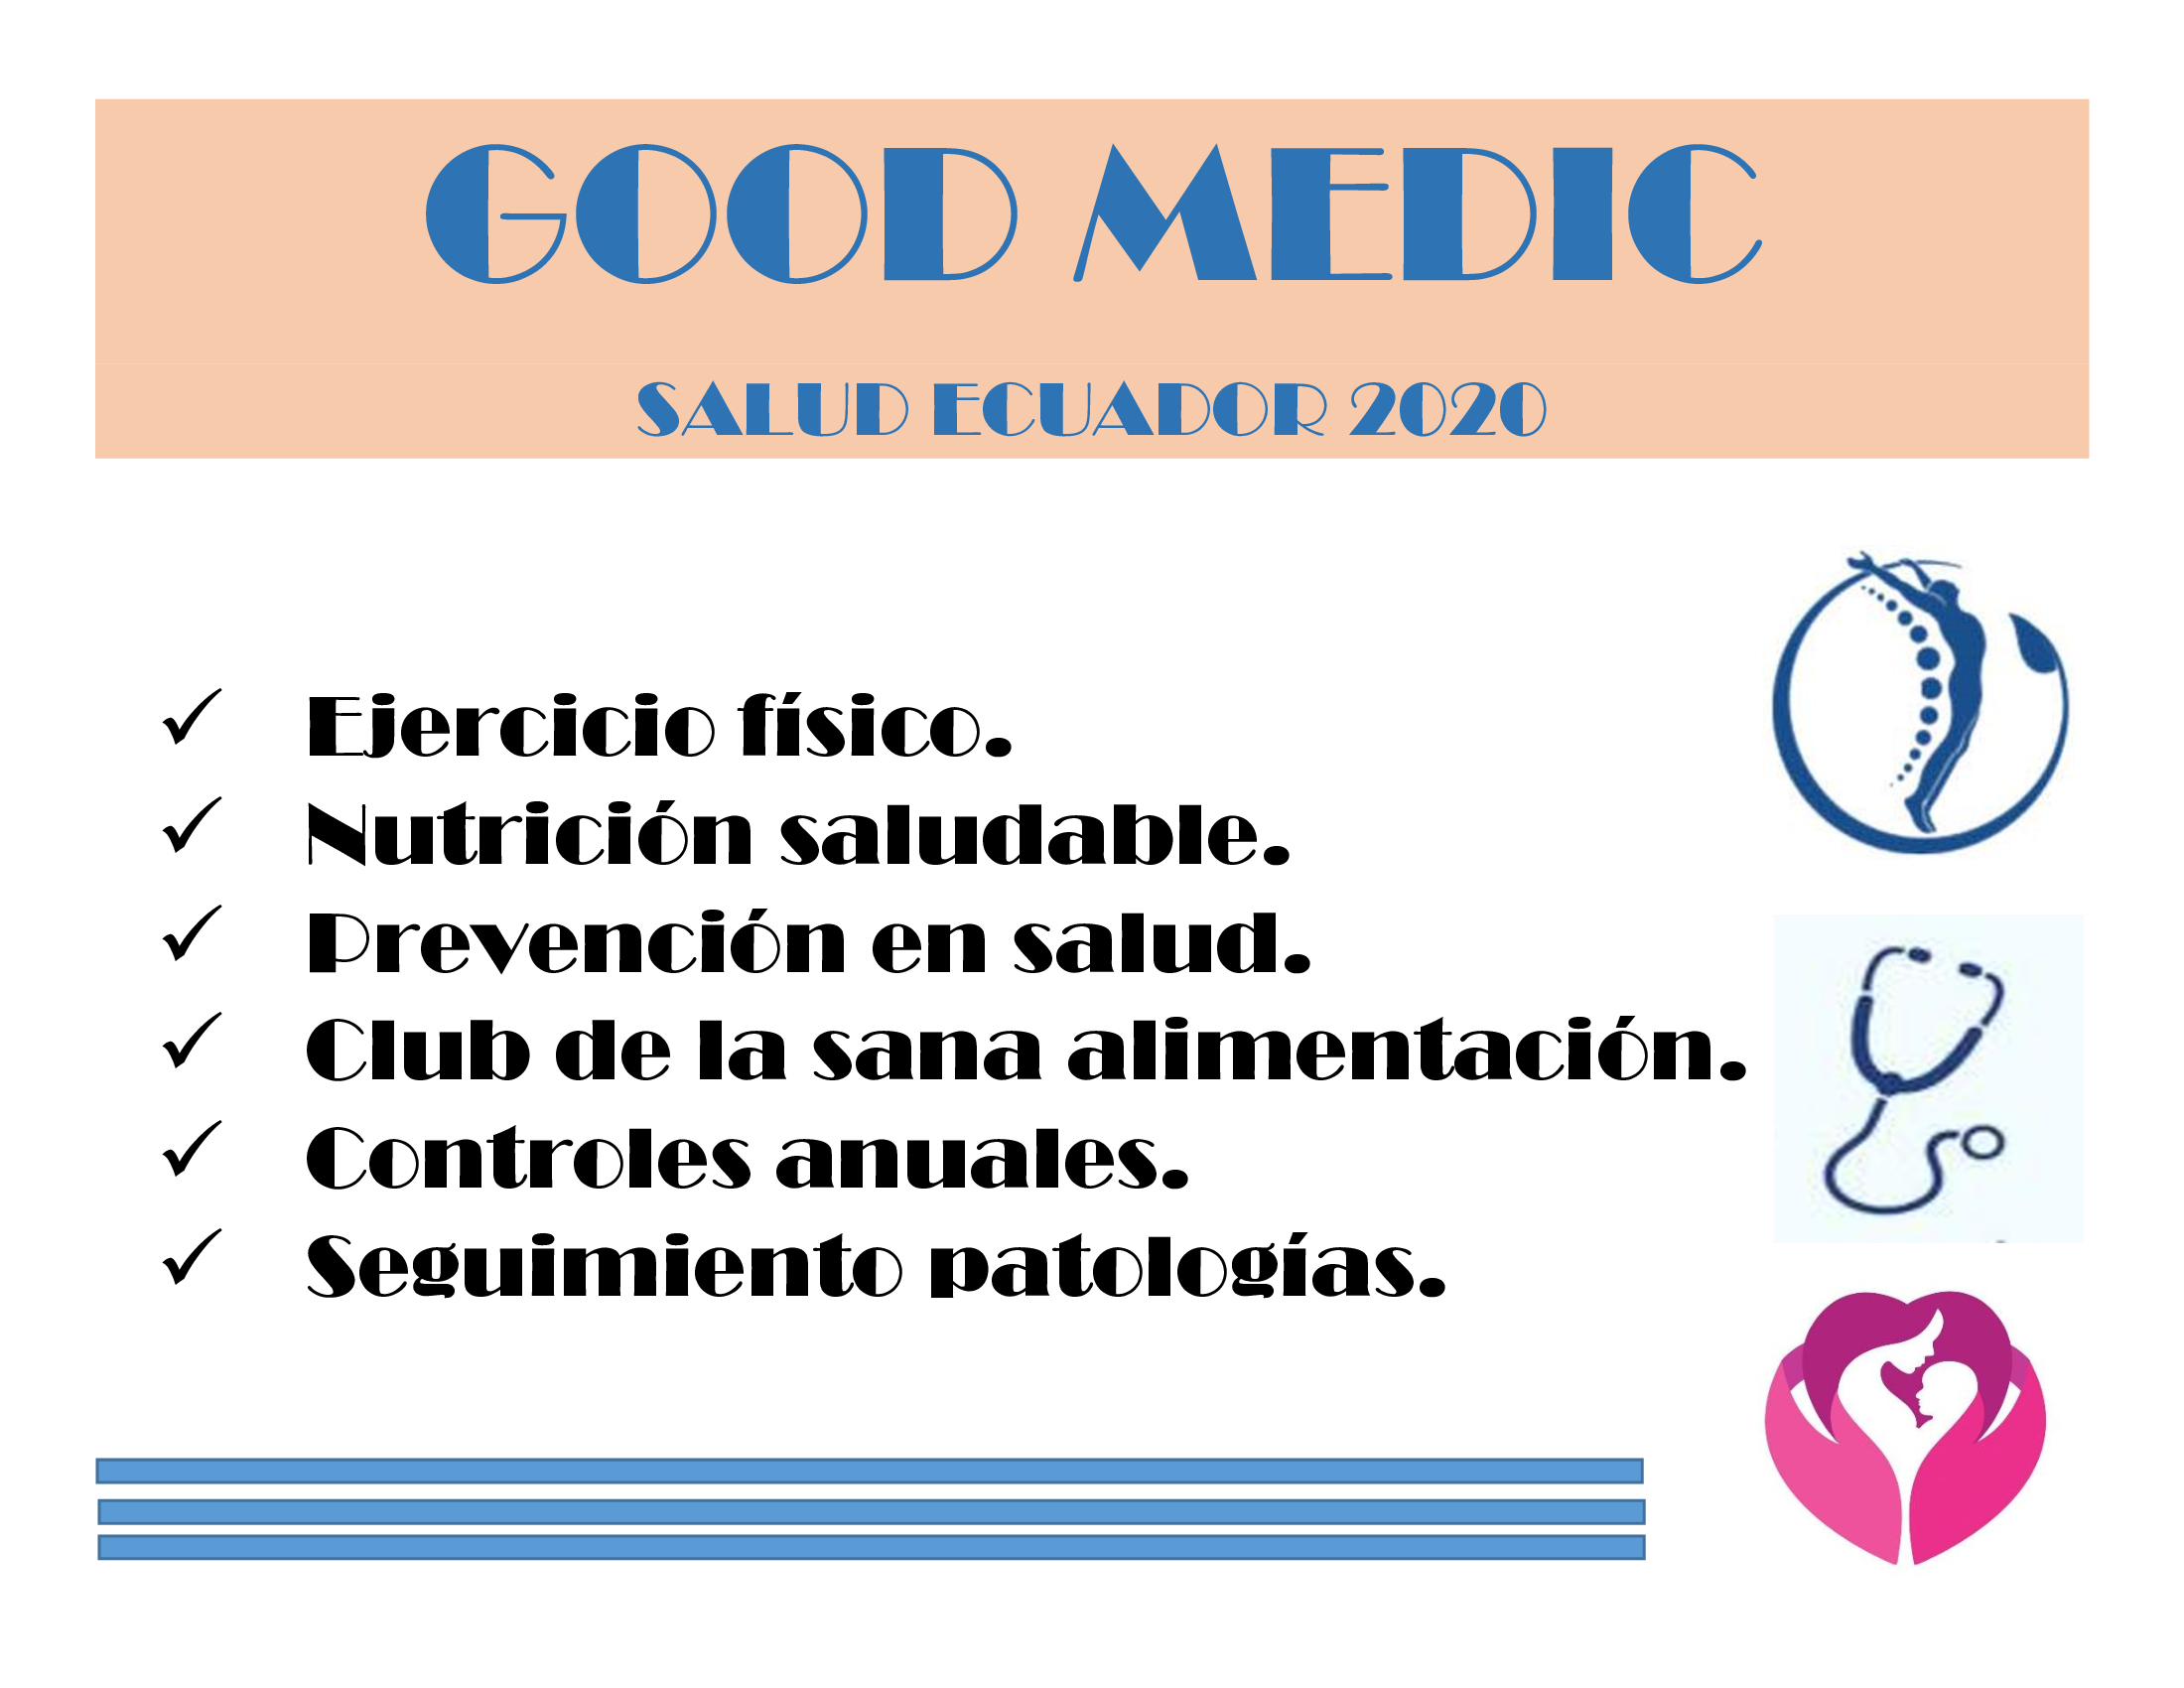 GOOD MEDIC
SALUD ECUADOR 2020
✓ Ejercicio físico.
✓ Nutrición saludable.
✓ Prevención en salud.
✓ Club de la sana alimentación.
✓ Controles anuales.
✓ Seguimiento patologías.